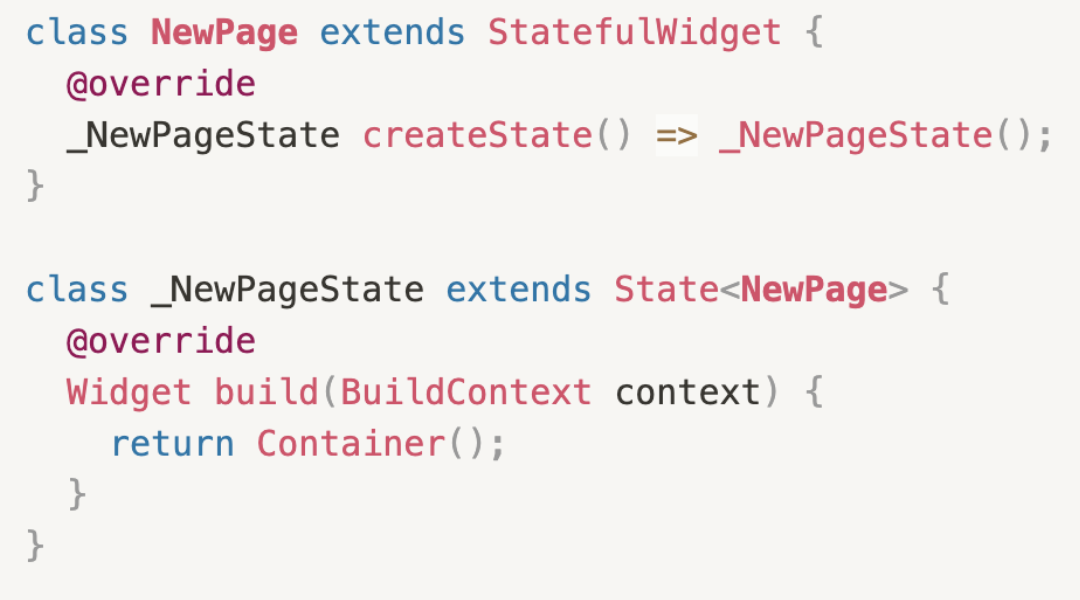 class NewPage extends StatefulWidget {
  @override
  _NewPageState createState() => _NewPageState();
}

class _NewPageState extends State<NewPage> {
  @override
  Widget build(BuildContext context) {
    return Container();
  }
}